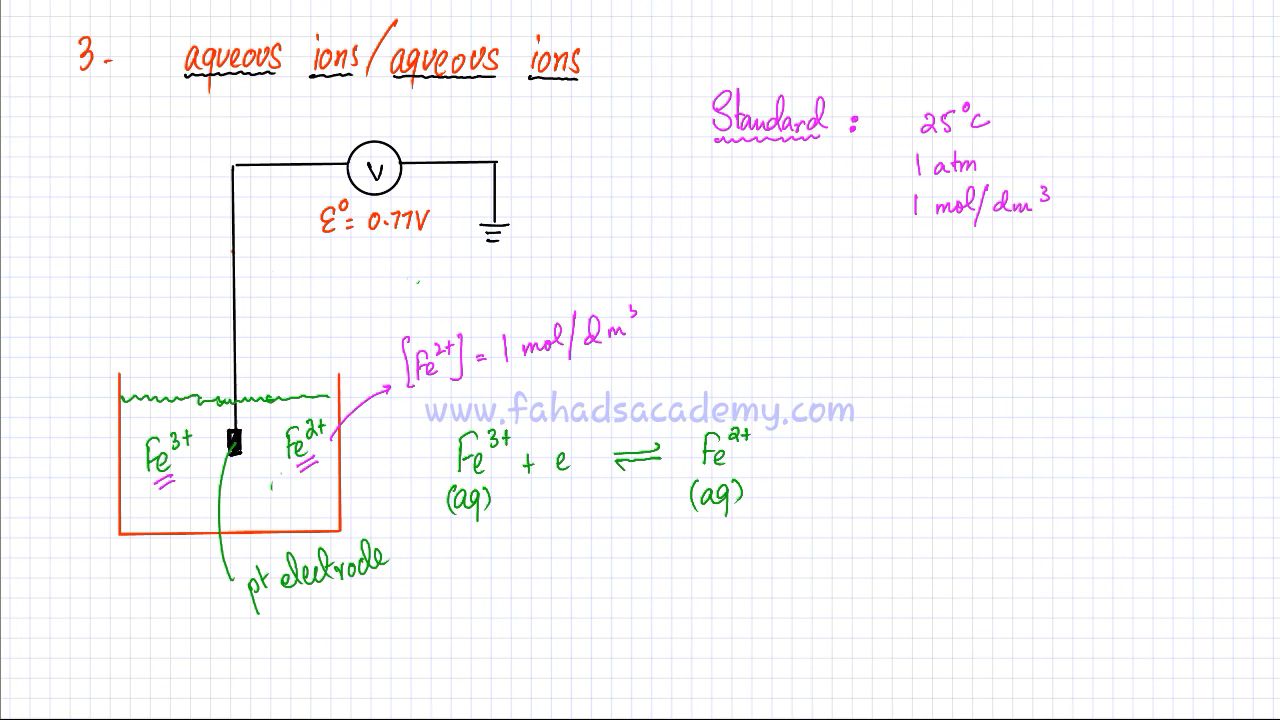 3. aqueous ions/aqueous ions
Standard : 25°c
1 atm
1 mol/dm³
V
ε° = 0.77V
[Fe²⁺] = 1 mol/dm³
www.fahadsacademy.com
Fe³⁺ Fe²⁺
Fe³⁺ + e ⇌ Fe²⁺
(aq) (aq)
pt electrode